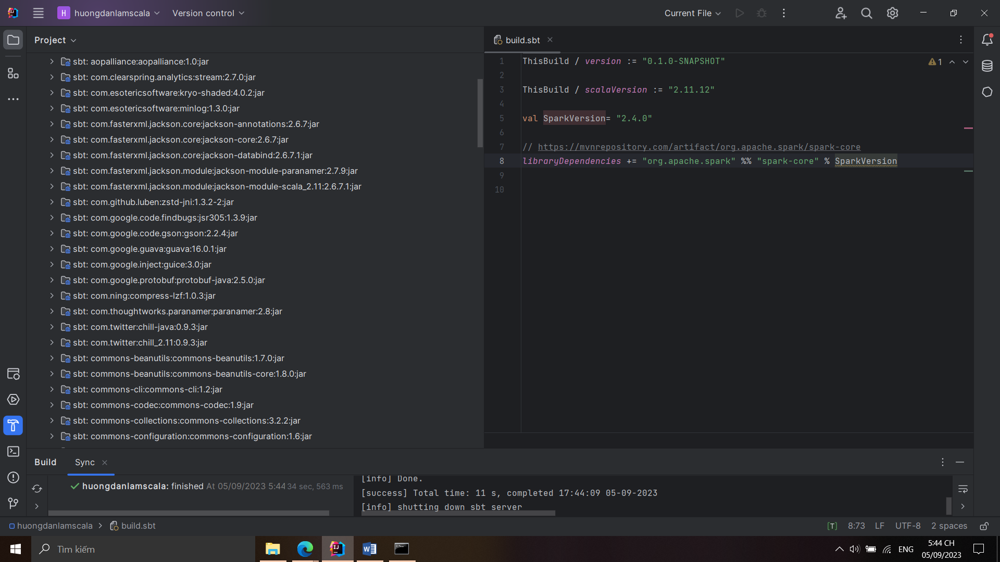 H huongdanlamscala Version control Current File
Project
build.sbt
sbt: aopalliance:aopalliance:1.0:jar
sbt: com.clearspring.analytics:stream:2.7.0:jar
sbt: com.esotericsoftware:kryo-shaded:4.0.2:jar
sbt: com.esotericsoftware:minlog:1.3.0:jar
sbt: com.fasterxml.jackson.core:jackson-annotations:2.6.7:jar
sbt: com.fasterxml.jackson.core:jackson-core:2.6.7:jar
sbt: com.fasterxml.jackson.core:jackson-databind:2.6.7.1:jar
sbt: com.fasterxml.jackson.module:jackson-module-paranamer:2.7.9:jar
sbt: com.fasterxml.jackson.module:jackson-module-scala_2.11:2.6.7.1:jar
sbt: com.github.luben:zstd-jni:1.3.2-2:jar
sbt: com.google.code.findbugs:jsr305:1.3.9:jar
sbt: com.google.code.gson:gson:2.2.4:jar
sbt: com.google.guava:guava:16.0.1:jar
sbt: com.google.inject:guice:3.0:jar
sbt: com.google.protobuf:protobuf-java:2.5.0:jar
sbt: com.ning:compress-lzf:1.0.3:jar
sbt: com.thoughtworks.paranamer:paranamer:2.8:jar
sbt: com.twitter:chill-java:0.9.3:jar
sbt: com.twitter:chill_2.11:0.9.3:jar
sbt: commons-beanutils:commons-beanutils:1.7.0:jar
sbt: commons-beanutils:commons-beanutils-core:1.8.0:jar
sbt: commons-cli:commons-cli:1.2:jar
sbt: commons-codec:commons-codec:1.9:jar
sbt: commons-collections:commons-collections:3.2.2:jar
sbt: commons-configuration:commons-configuration:1.6:jar
1 ThisBuild / version := "0.1.0-SNAPSHOT" 1
2
3 ThisBuild / scalaVersion := "2.11.12"
4
5 val SparkVersion= "2.4.0"
6
7 // https://mvnrepository.com/artifact/org.apache.spark/spark-core
8 libraryDependencies += "org.apache.spark" %% "spark-core" % SparkVersion
9
10
Build Sync
huongdanlamscala: finished At 05/09/2023 5:44 34 sec, 563 ms
[info] Done.
[success] Total time: 11 s, completed 17:44:09 05-09-2023
[info] shutting down sbt server
huongdanlamscala > build.sbt
[T] 8:73 LF UTF-8 2 spaces
Tìm kiếm
ENG
5:44 CH
05/09/2023